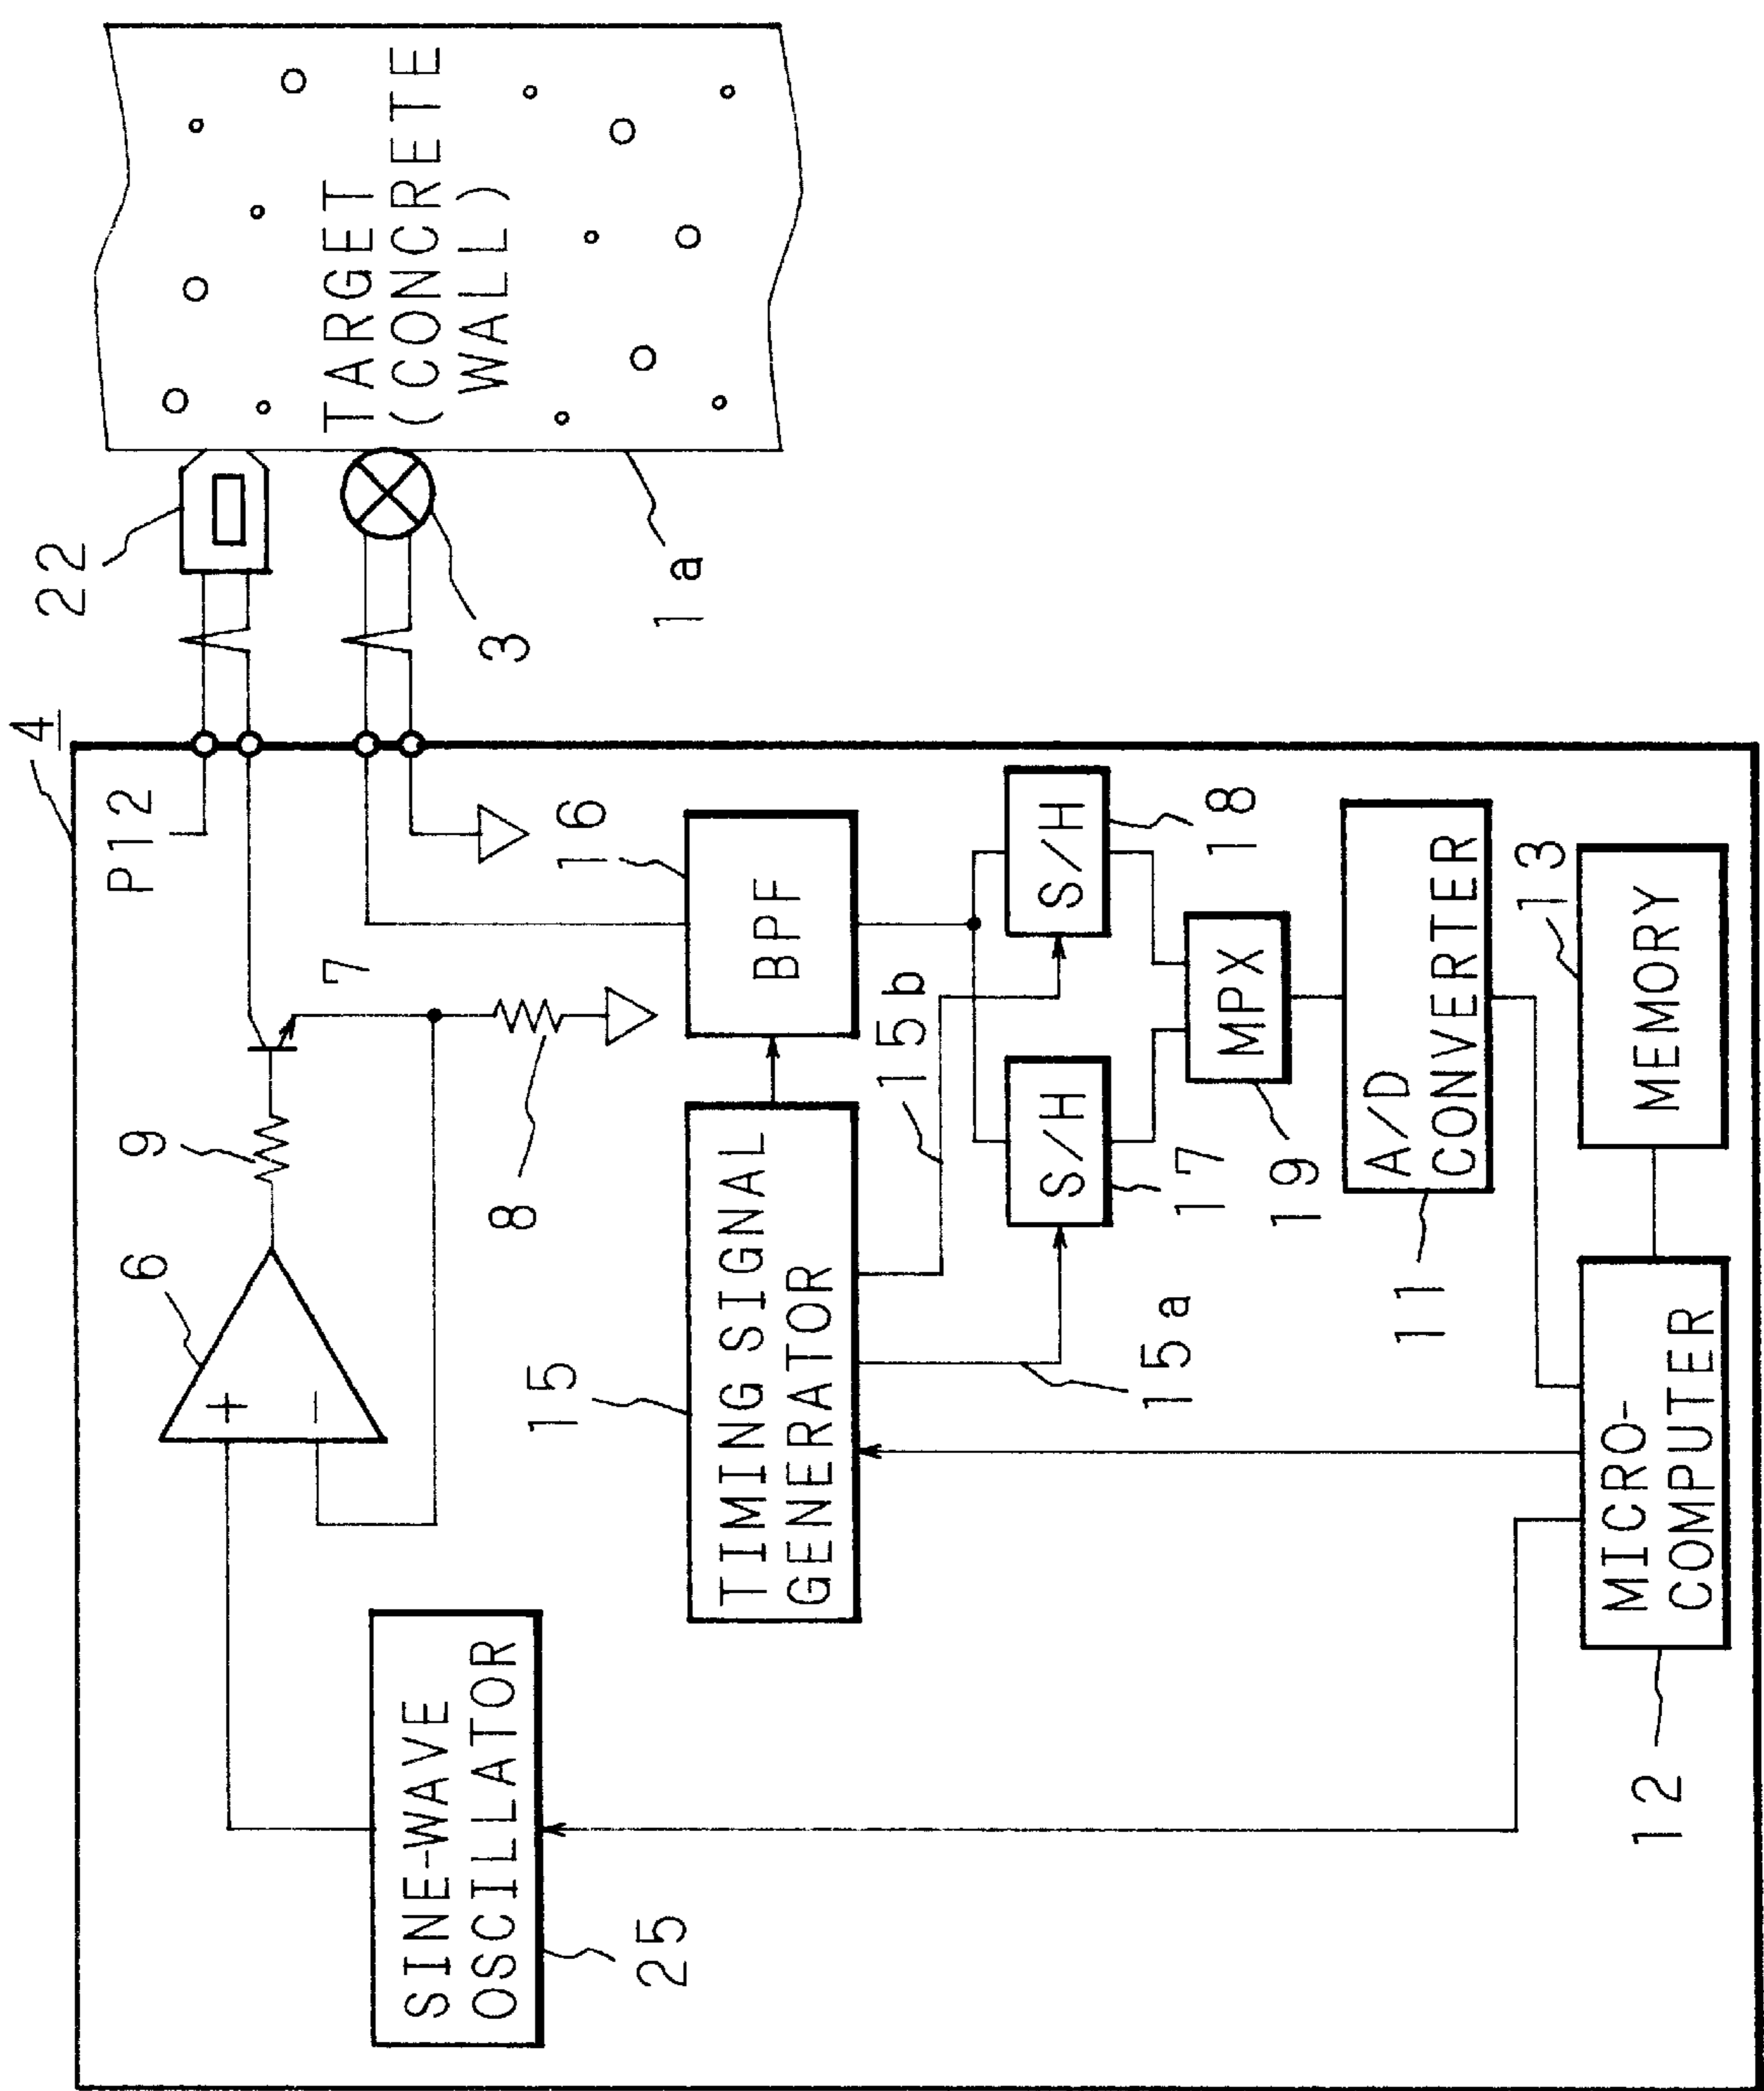 4
P12
22
TARGET
(CONCRETE
WALL)
3
1a
6
9
7
8
SINE-WAVE
OSCILLATOR
25
+
−
15
TIMING SIGNAL
GENERATOR
16
BPF
15b
15a
S/H
17
S/H
18
MPX
19
A/D
CONVERTER
11
MICRO-
COMPUTER
12
MEMORY
13